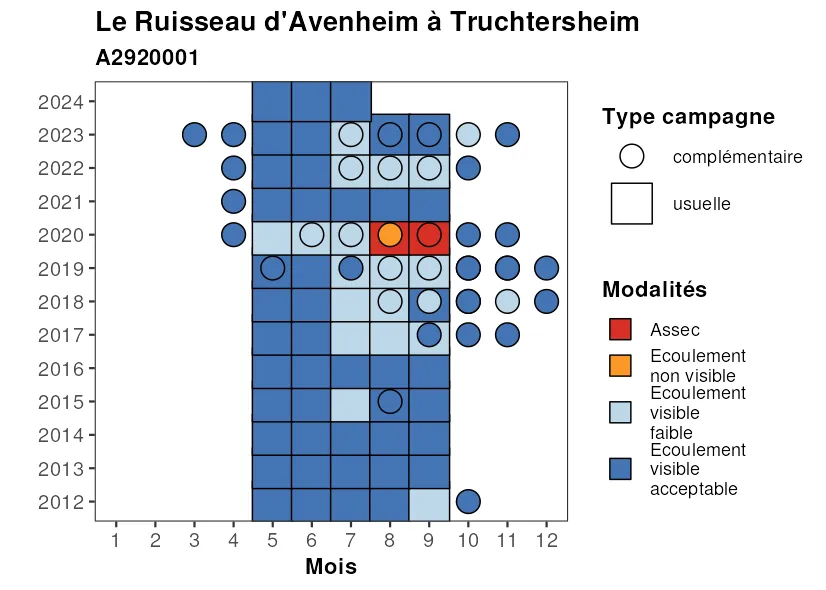 Le Ruisseau d'Avenheim à Truchtersheim
A2920001
2024
2023
2022
2021
2020
2019
2018
2017
2016
2015
2014
2013
2012
1 2 3 4 5 6 7 8 9 10 11 12
Mois
Type campagne
complémentaire
usuelle
Modalités
Assec
Ecoulement
non visible
Ecoulement
visible
faible
Ecoulement
visible
acceptable